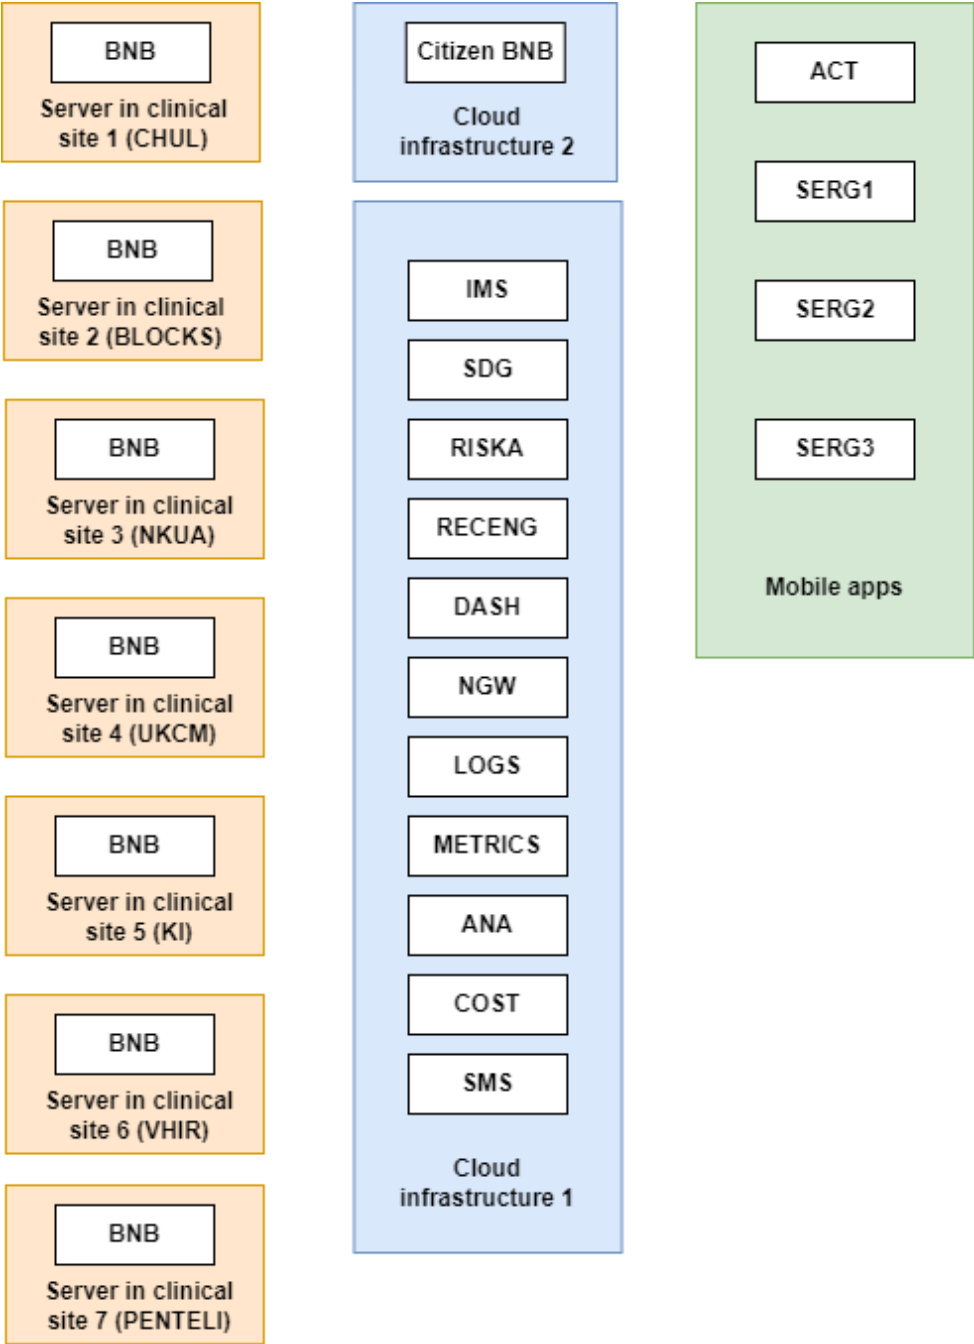 BNB
Server in clinical
site 1 (CHUL)
BNB
Server in clinical
site 2 (BLOCKS)
BNB
Server in clinical
site 3 (NKUA)
BNB
Server in clinical
site 4 (UKCM)
BNB
Server in clinical
site 5 (KI)
BNB
Server in clinical
site 6 (VHIR)
BNB
Server in clinical
site 7 (PENTELI)
Citizen BNB
Cloud
infrastructure 2
IMS
SDG
RISKA
RECENG
DASH
NGW
LOGS
METRICS
ANA
COST
SMS
Cloud
infrastructure 1
ACT
SERG1
SERG2
SERG3
Mobile apps